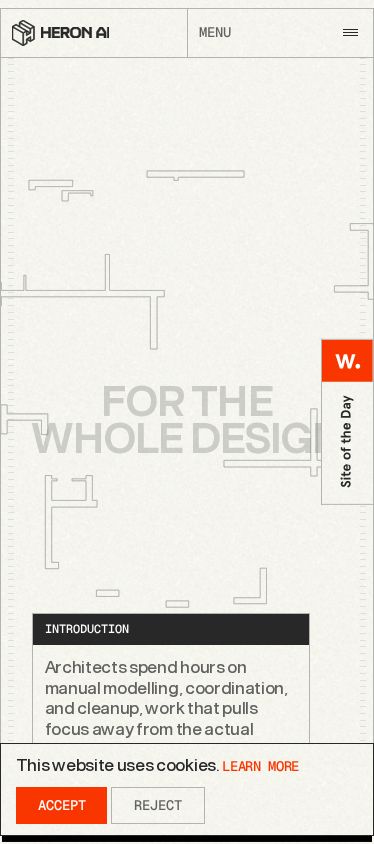 HERON AI
MENU
W.
Site of the Day
FOR THE
WHOLE DESIGN
INTRODUCTION
Architects spend hours on
manual modelling, coordination,
and cleanup, work that pulls
focus away from the actual
This website uses cookies. LEARN MORE
ACCEPT
REJECT